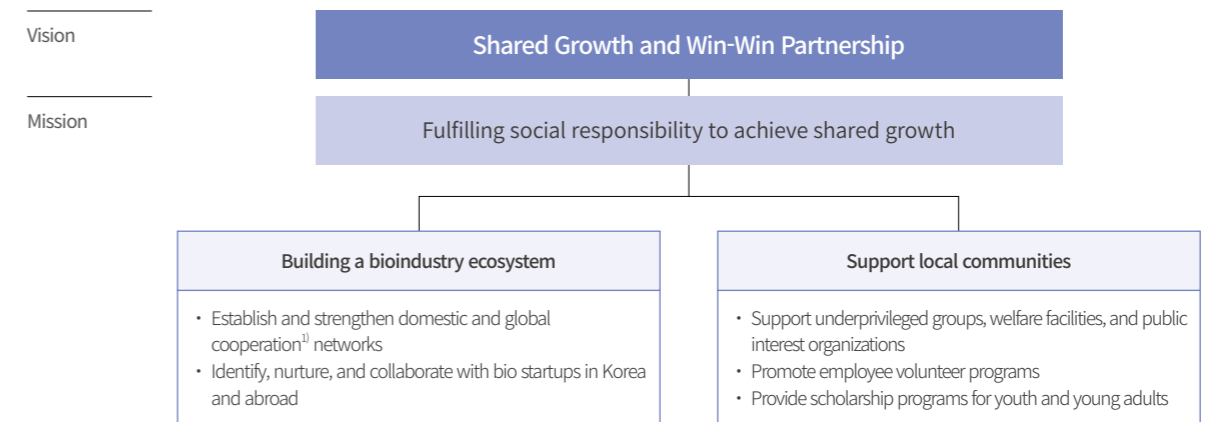 Vision
Shared Growth and Win-Win Partnership
Mission
Fulfilling social responsibility to achieve shared growth
Building a bioindustry ecosystem
• Establish and strengthen domestic and global
cooperation¹⁾ networks
• Identify, nurture, and collaborate with bio startups in Korea
and abroad
Support local communities
• Support underprivileged groups, welfare facilities, and public
interest organizations
• Promote employee volunteer programs
• Provide scholarship programs for youth and young adults